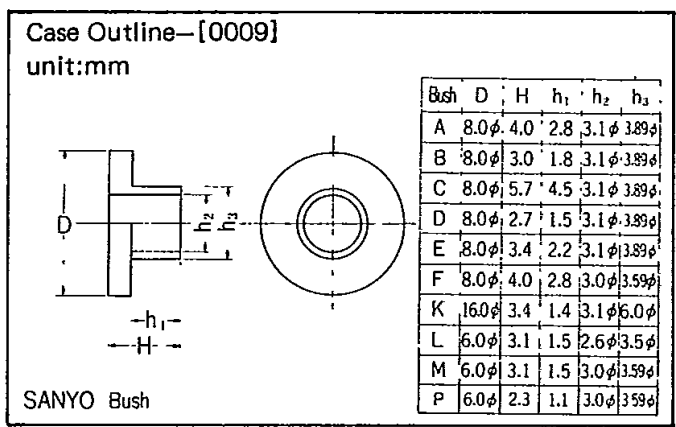 Case Outline—[0009]
unit:mm
Bush D H h₁ h₂ h₃
A 8.0φ 4.0 2.8 3.1φ 3.89φ
B 8.0φ 3.0 1.8 3.1φ 3.89φ
C 8.0φ 5.7 4.5 3.1φ 3.89φ
D 8.0φ 2.7 1.5 3.1φ 3.89φ
E 8.0φ 3.4 2.2 3.1φ 3.89φ
F 8.0φ 4.0 2.8 3.0φ 3.59φ
K 16.0φ 3.4 1.4 3.1φ 6.0φ
L 6.0φ 3.1 1.5 2.6φ 3.5φ
M 6.0φ 3.1 1.5 3.0φ 3.59φ
P 6.0φ 2.3 1.1 3.0φ 3.59φ
D
h₂
h₃
h₁
H
SANYO Bush